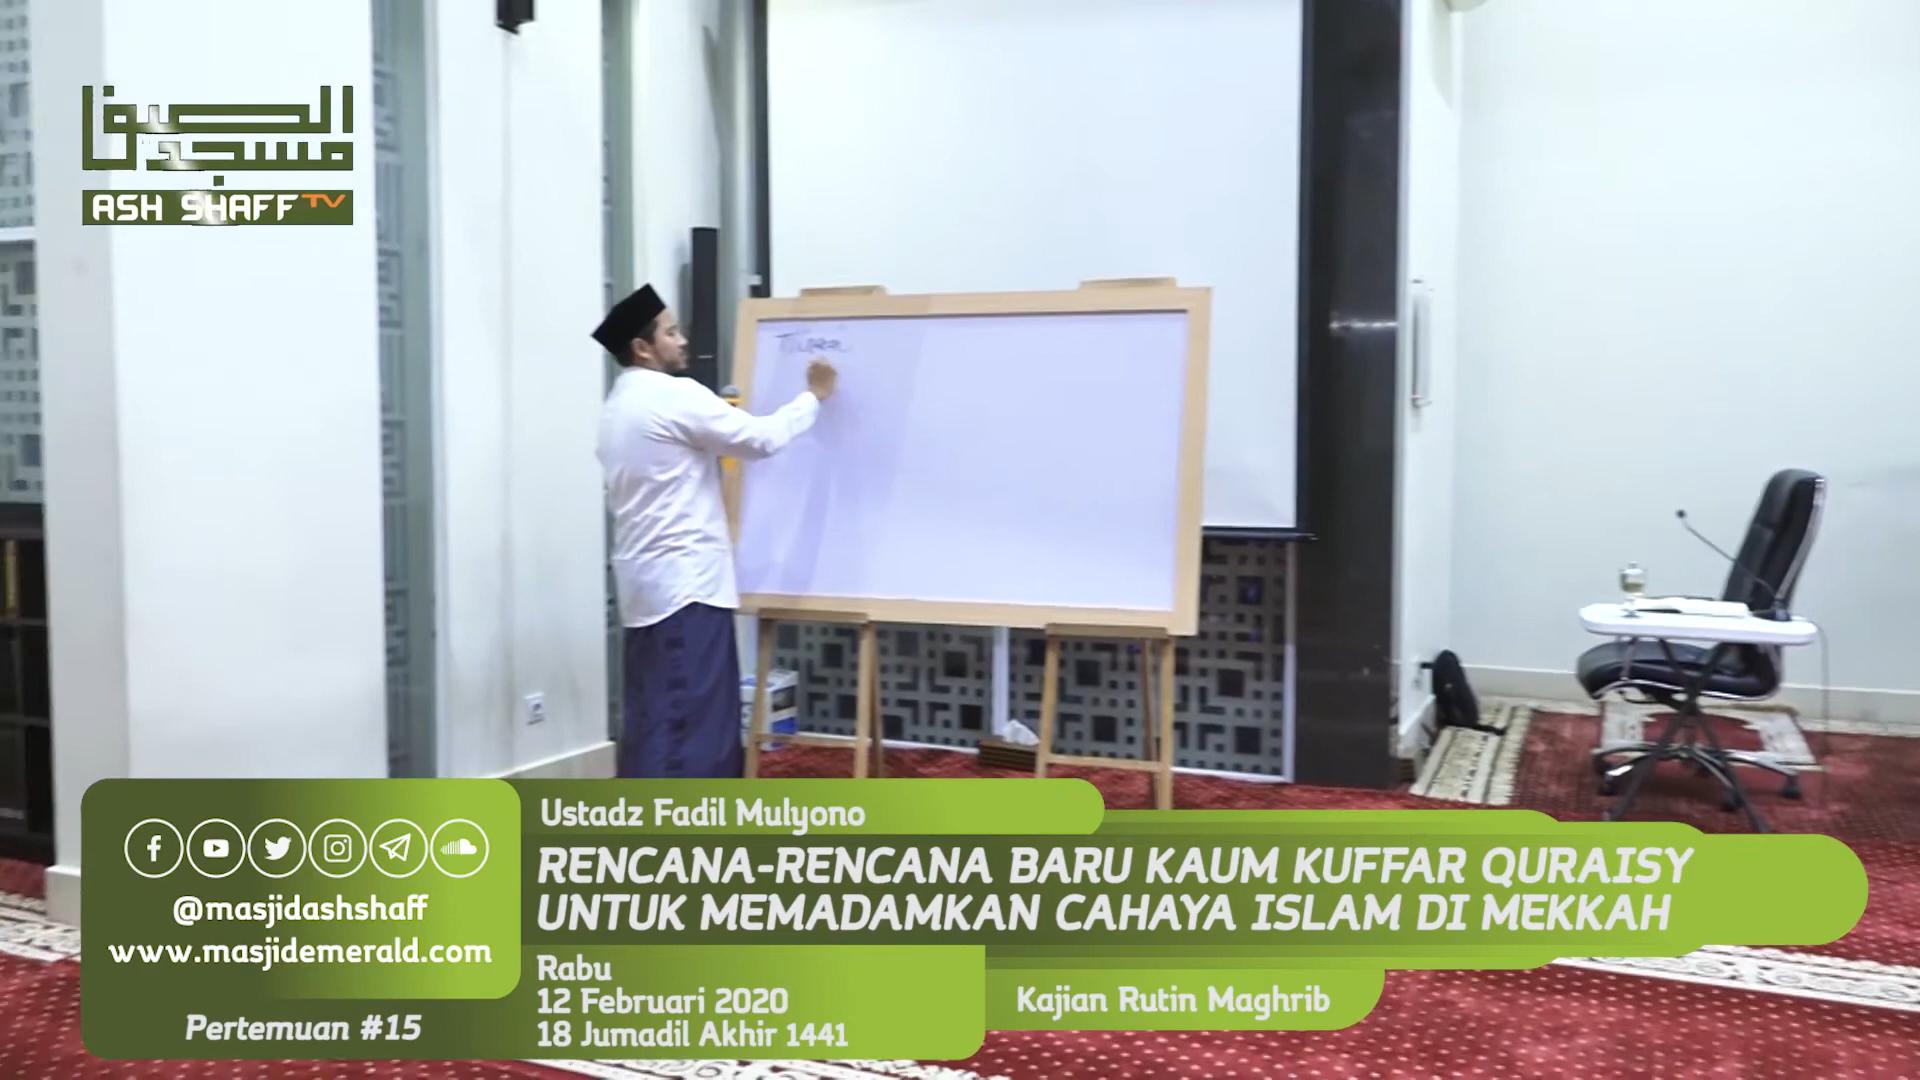 الصف
مسجد
ASH SHAFF TV
Ustadz Fadil Mulyono
RENCANA-RENCANA BARU KAUM KUFFAR QURAISY
UNTUK MEMADAMKAN CAHAYA ISLAM DI MEKKAH
@masjidashshaff
www.masjidemerald.com
Pertemuan #15
Rabu
12 Februari 2020
18 Jumadil Akhir 1441
Kajian Rutin Maghrib